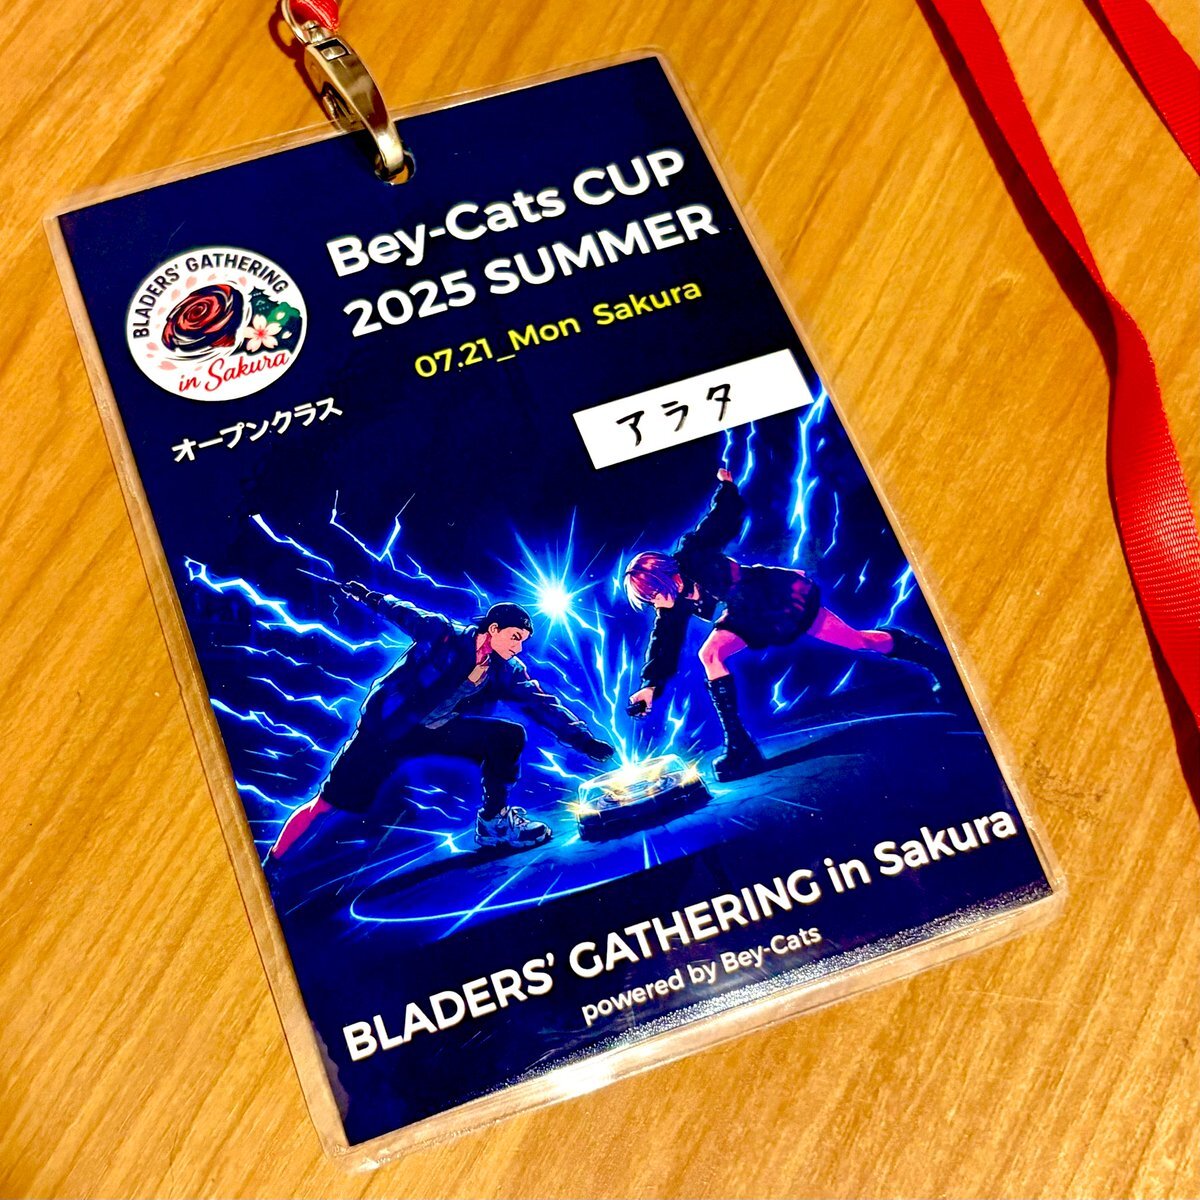 Bey-Cats CUP
2025 SUMMER
07.21_Mon Sakura
BLADERS' GATHERING
in Sakura
オープンクラス
アラタ
BLADERS' GATHERING in Sakura
powered by Bey-Cats